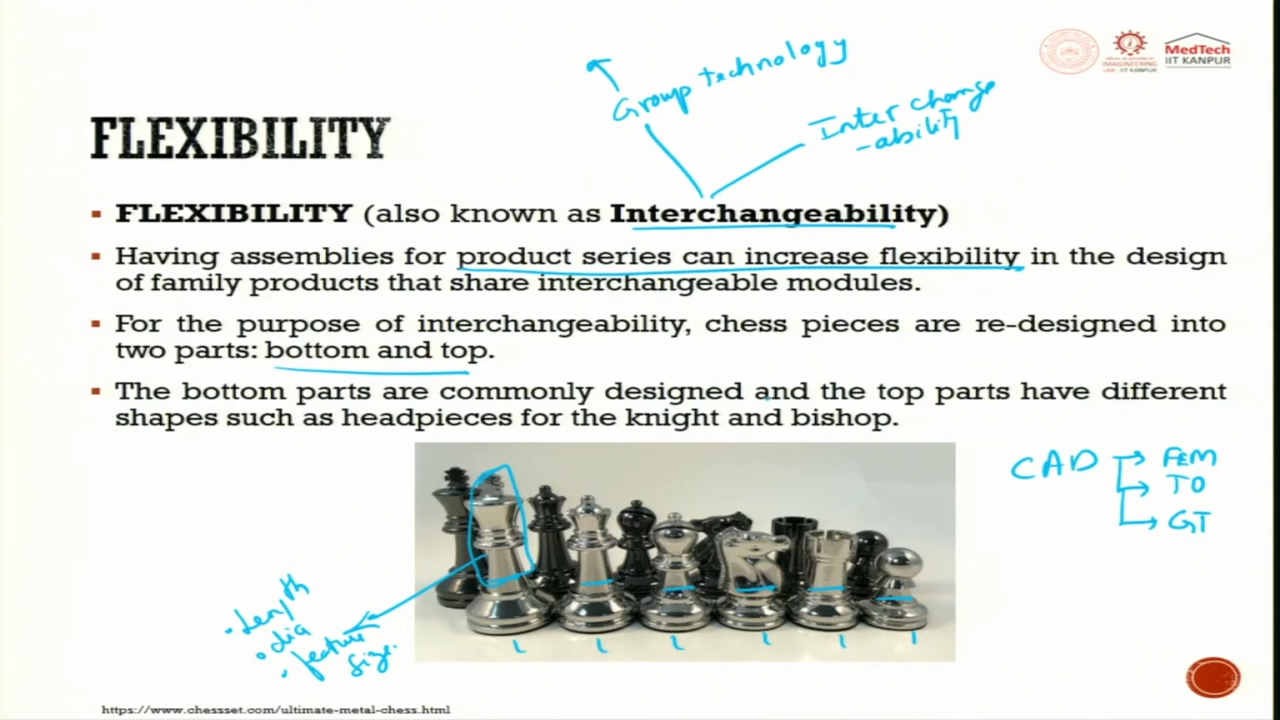 Group technology
Inter change
-ability
MedTech
IIT KANPUR
IMAGINEERING
LAB - IIT KANPUR
FLEXIBILITY
▪ FLEXIBILITY (also known as Interchangeability)
▪ Having assemblies for product series can increase flexibility in the design
of family products that share interchangeable modules.
▪ For the purpose of interchangeability, chess pieces are re-designed into
two parts: bottom and top.
▪ The bottom parts are commonly designed and the top parts have different
shapes such as headpieces for the knight and bishop.
CAD
FEM
TO
GT
• Length
• dia
• feature
size.
https://www.chessset.com/ultimate-metal-chess.html